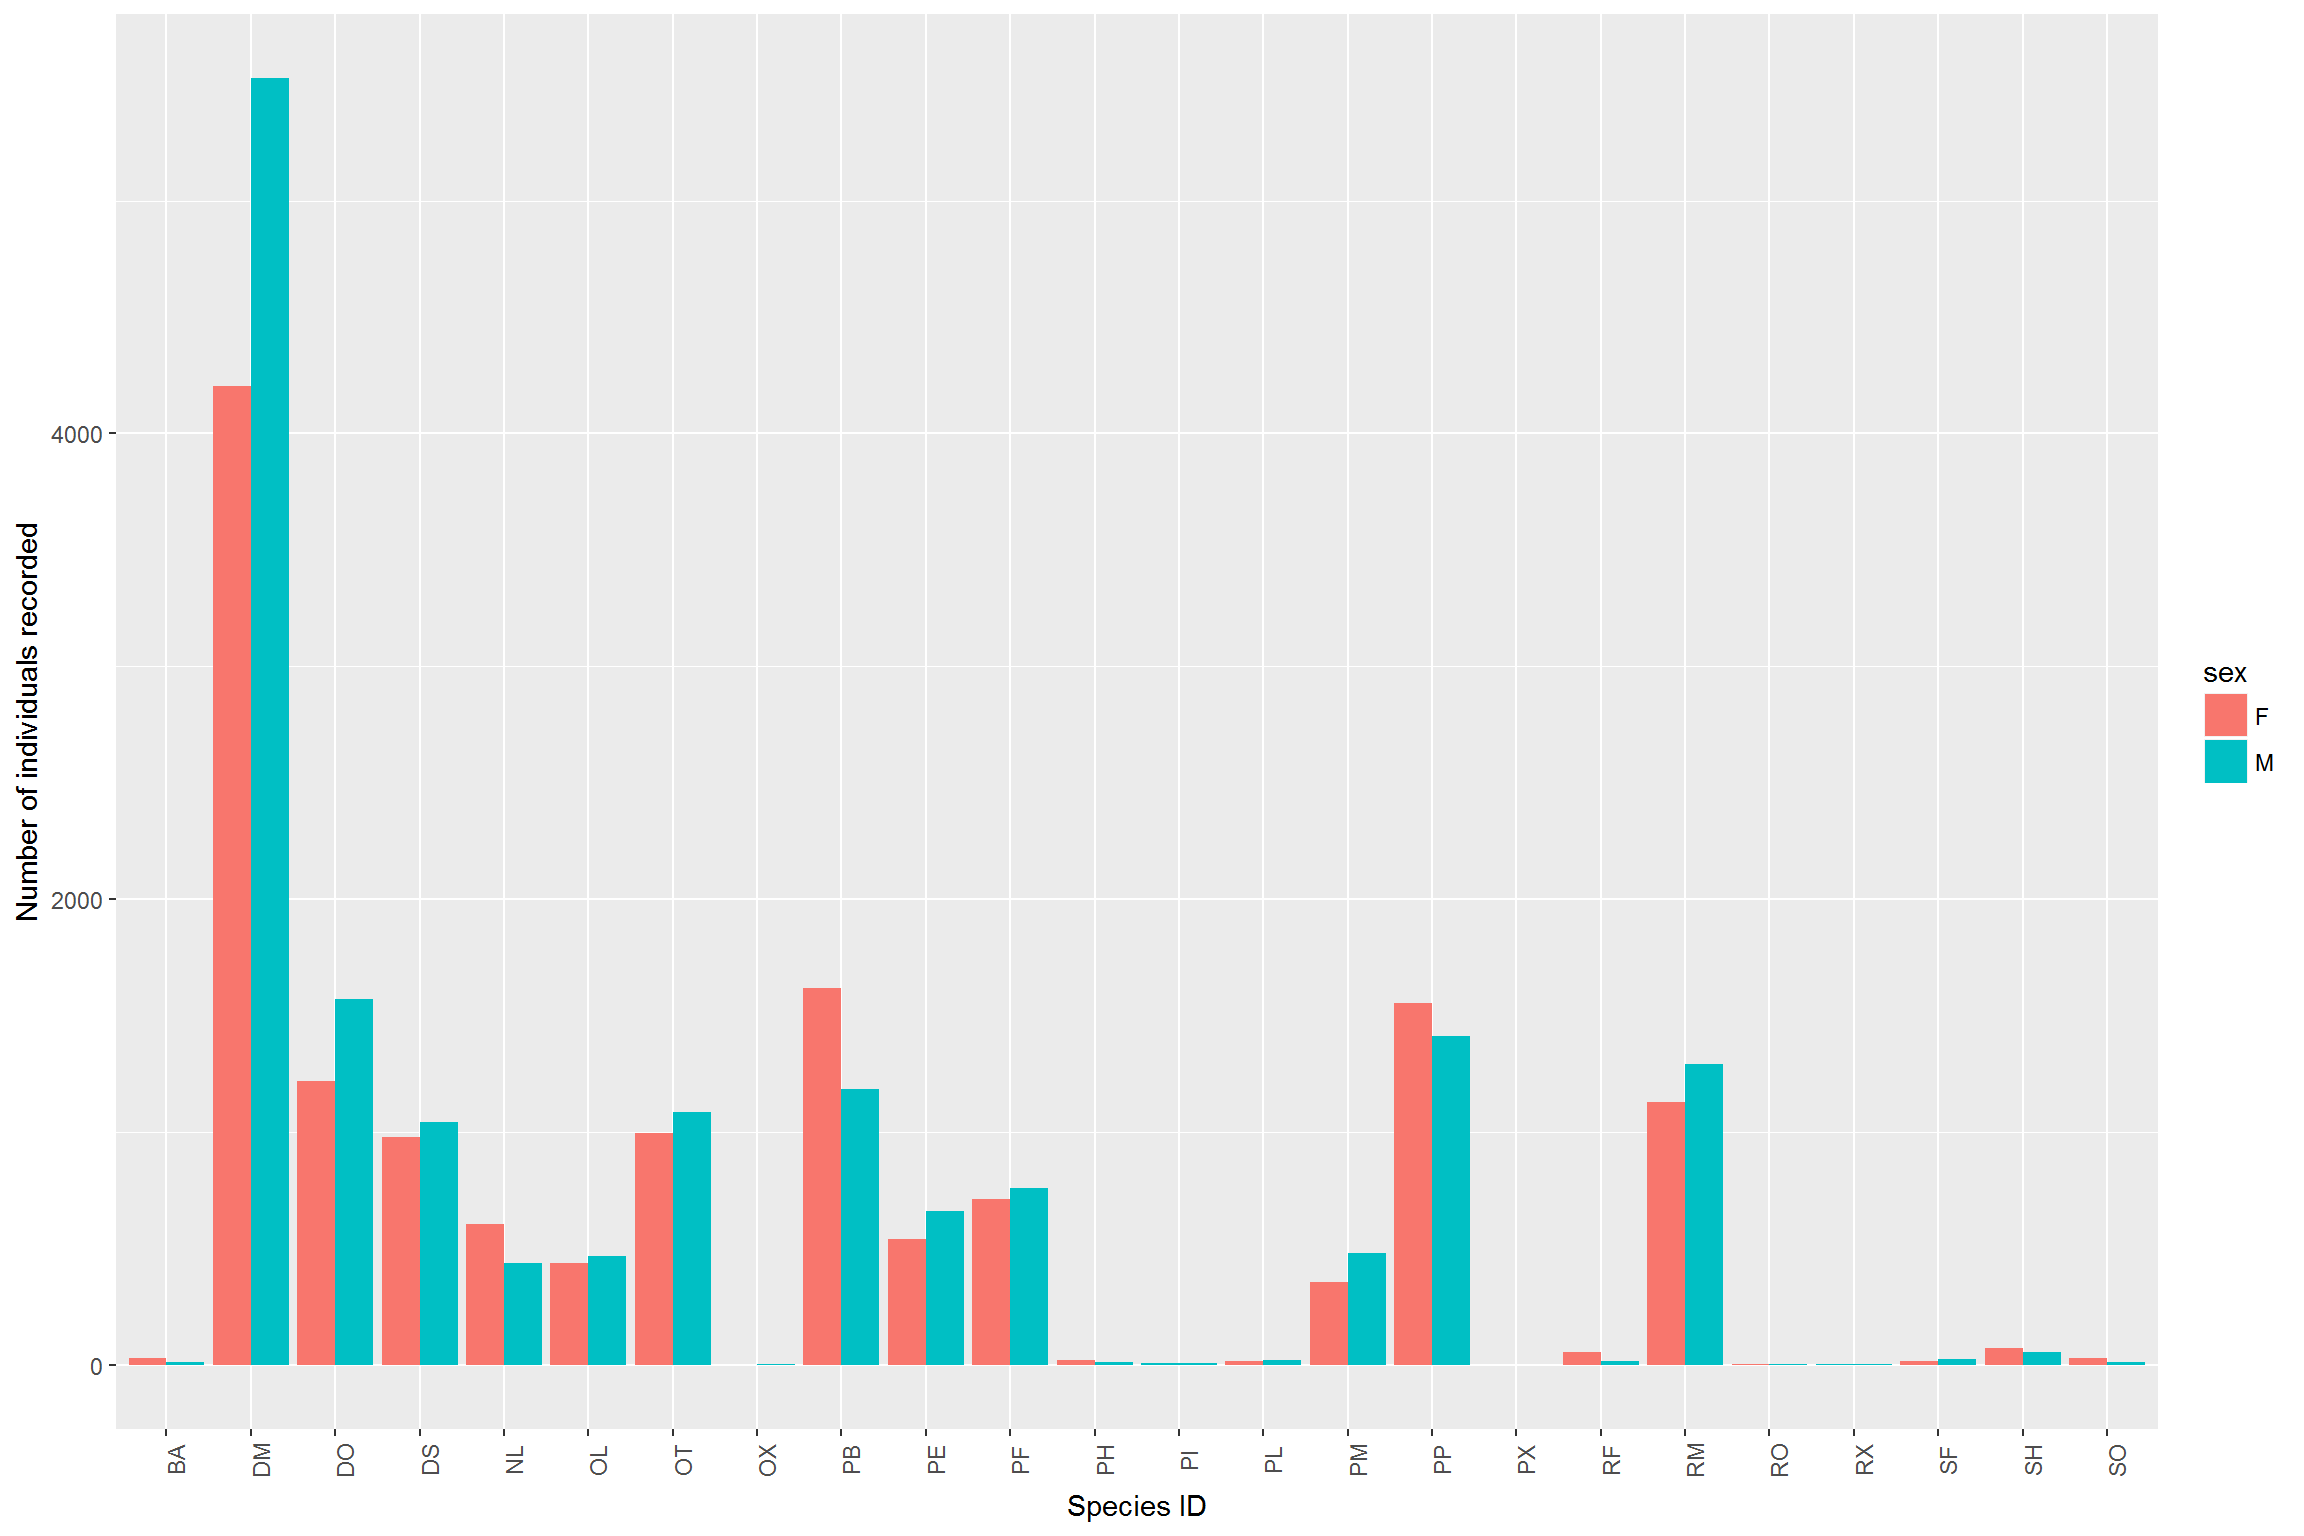 Number of individuals recorded
4000
2000
0
BA DM DO DS NL OL OT OX PB PE PF PH PI PL PM PP PX RF RM RO RX SF SH SO
Species ID
sex
F
M